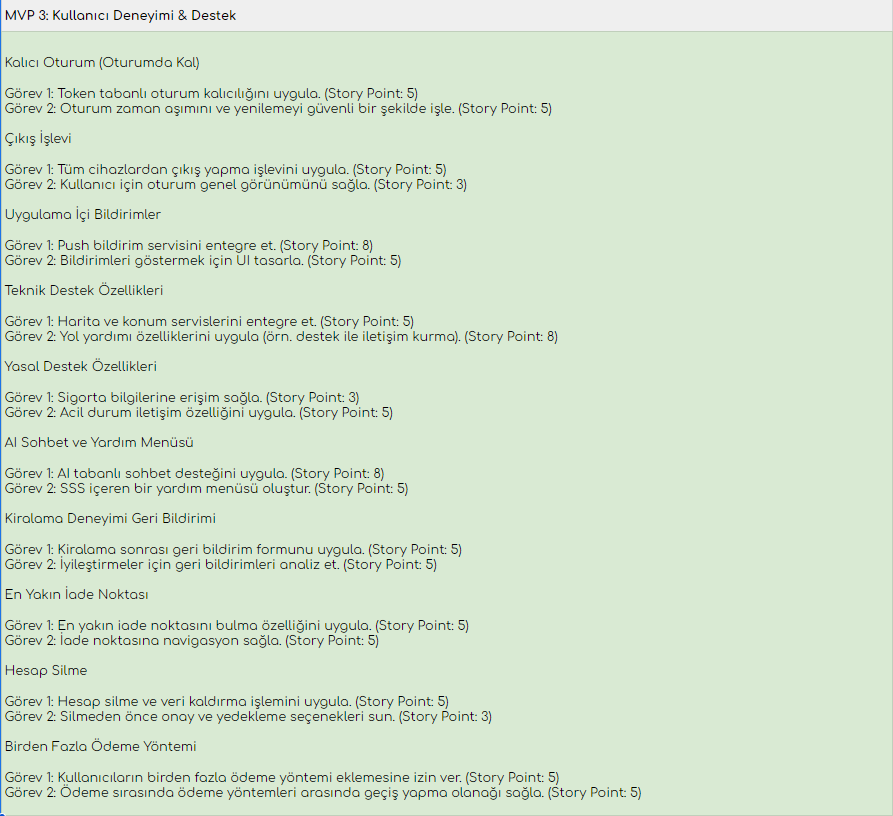 MVP 3: Kullanıcı Deneyimi & Destek
Kalıcı Oturum (Oturumda Kal)
Görev 1: Token tabanlı oturum kalıcılığını uygula. (Story Point: 5)
Görev 2: Oturum zaman aşımını ve yenilemeyi güvenli bir şekilde işle. (Story Point: 5)
Çıkış İşlevi
Görev 1: Tüm cihazlardan çıkış yapma işlevini uygula. (Story Point: 5)
Görev 2: Kullanıcı için oturum genel görünümünü sağla. (Story Point: 3)
Uygulama İçi Bildirimler
Görev 1: Push bildirim servisini entegre et. (Story Point: 8)
Görev 2: Bildirimleri göstermek için UI tasarla. (Story Point: 5)
Teknik Destek Özellikleri
Görev 1: Harita ve konum servislerini entegre et. (Story Point: 5)
Görev 2: Yol yardımı özelliklerini uygula (örn. destek ile iletişim kurma). (Story Point: 8)
Yasal Destek Özellikleri
Görev 1: Sigorta bilgilerine erişim sağla. (Story Point: 3)
Görev 2: Acil durum iletişim özelliğini uygula. (Story Point: 5)
AI Sohbet ve Yardım Menüsü
Görev 1: AI tabanlı sohbet desteğini uygula. (Story Point: 8)
Görev 2: SSS içeren bir yardım menüsü oluştur. (Story Point: 5)
Kiralama Deneyimi Geri Bildirimi
Görev 1: Kiralama sonrası geri bildirim formunu uygula. (Story Point: 5)
Görev 2: İyileştirmeler için geri bildirimleri analiz et. (Story Point: 5)
En Yakın İade Noktası
Görev 1: En yakın iade noktasını bulma özelliğini uygula. (Story Point: 5)
Görev 2: İade noktasına navigasyon sağla. (Story Point: 5)
Hesap Silme
Görev 1: Hesap silme ve veri kaldırma işlemini uygula. (Story Point: 5)
Görev 2: Silmeden önce onay ve yedekleme seçenekleri sun. (Story Point: 3)
Birden Fazla Ödeme Yöntemi
Görev 1: Kullanıcıların birden fazla ödeme yöntemi eklemesine izin ver. (Story Point: 5)
Görev 2: Ödeme sırasında ödeme yöntemleri arasında geçiş yapma olanağı sağla. (Story Point: 5)